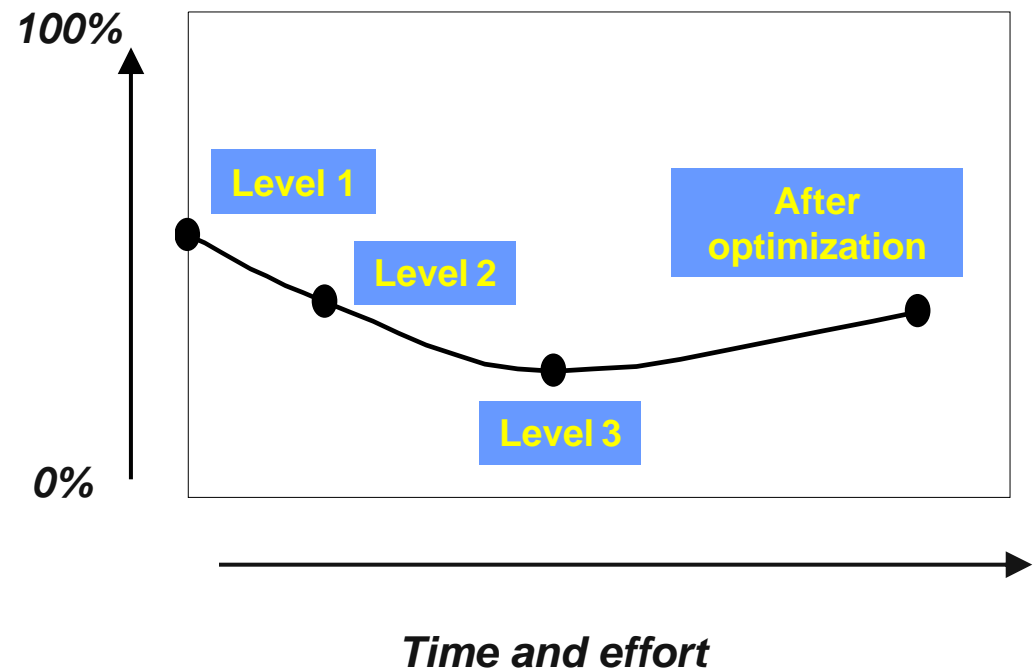 100%
Level 1
After
optimization
Level 2
Level 3
0%
Time and effort